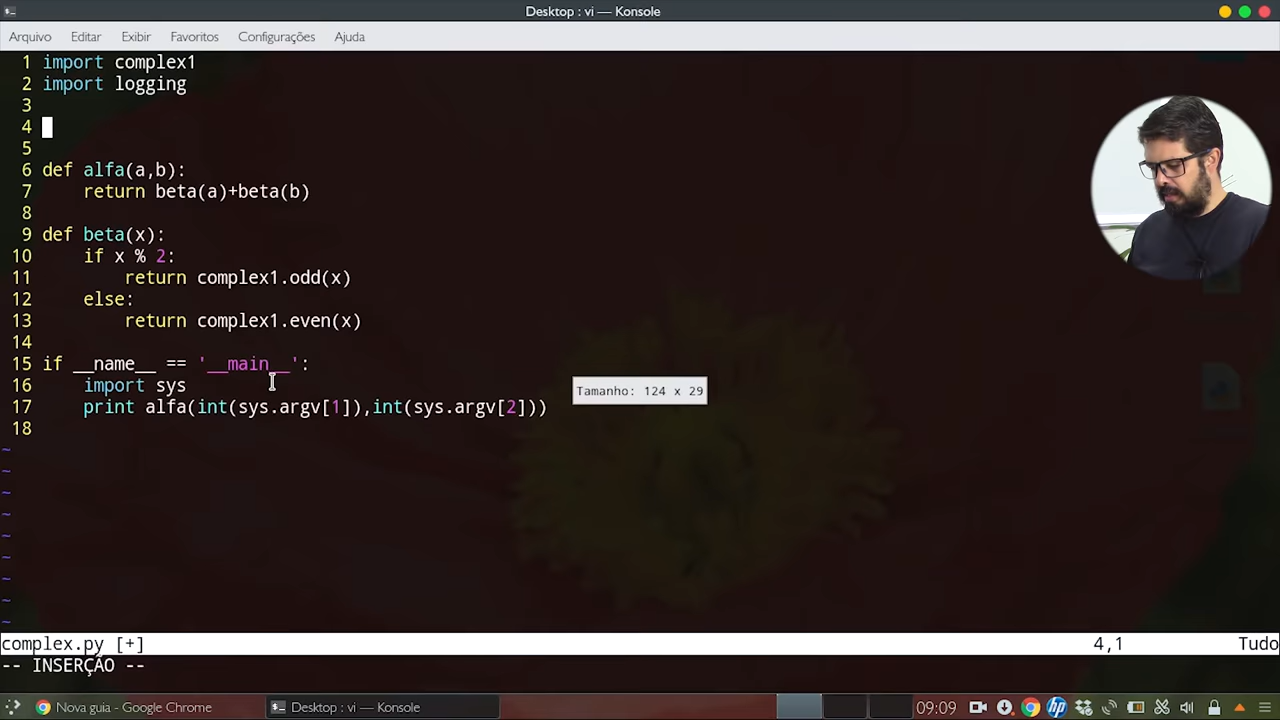 Desktop : vi — Konsole
Arquivo Editar Exibir Favoritos Configurações Ajuda
1 import complex1
2 import logging
3
4
5
6 def alfa(a,b):
7     return beta(a)+beta(b)
8
9 def beta(x):
10     if x % 2:
11         return complex1.odd(x)
12     else:
13         return complex1.even(x)
14
15 if __name__ == '__main__':
16     import sys
17     print alfa(int(sys.argv[1]),int(sys.argv[2]))
18
~
~
~
~
~
~
~
~
~
Tamanho: 124 x 29
complex.py [+] 4,1 Tudo
-- INSERÇÃO --
Nova guia - Google Chrome Desktop : vi — Konsole 09:09